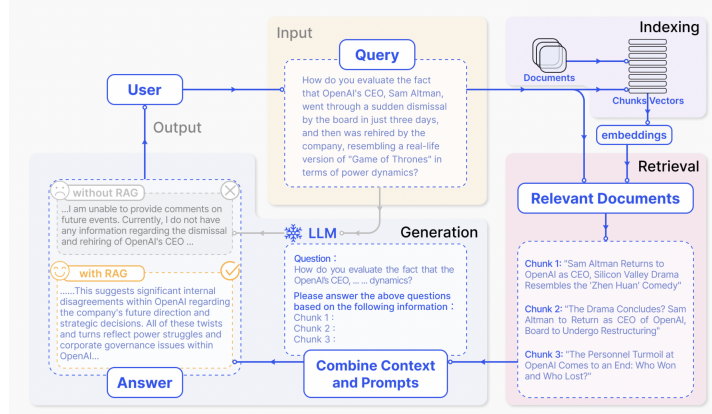 Input
Query
How do you evaluate the fact
that OpenAI's CEO, Sam Altman,
went through a sudden dismissal
by the board in just three days,
and then was rehired by the
company, resembling a real-life
version of "Game of Thrones" in
terms of power dynamics?
Indexing
Documents
Chunks Vectors
embeddings
User
Output
Retrieval
Relevant Documents
Chunk 1: "Sam Altman Returns to
OpenAI as CEO, Silicon Valley Drama
Resembles the 'Zhen Huan' Comedy"
Chunk 2: "The Drama Concludes? Sam
Altman to Return as CEO of OpenAI,
Board to Undergo Restructuring"
Chunk 3: "The Personnel Turmoil at
OpenAI Comes to an End: Who Won
and Who Lost?"
without RAG
...I am unable to provide comments on
future events. Currently, I do not have
any information regarding the dismissal
and rehiring of OpenAI's CEO ...
with RAG
......This suggests significant internal
disagreements within OpenAI regarding
the company's future direction and
strategic decisions. All of these twists
and turns reflect power struggles and
corporate governance issues within
OpenAI...
Answer
LLM
Generation
Question :
How do you evaluate the fact that the
OpenAI's CEO, ... ... dynamics?
Please answer the above questions
based on the following information :
Chunk 1 :
Chunk 2 :
Chunk 3 :
Combine Context
and Prompts